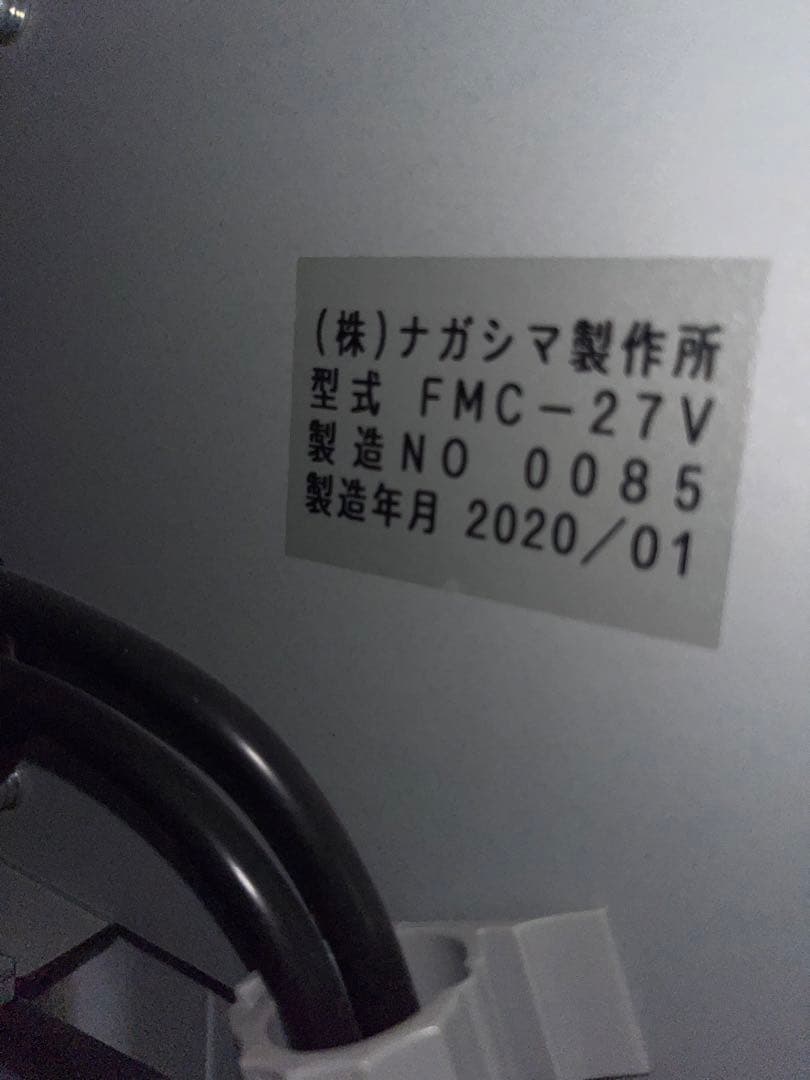 (株)ナガシマ製作所
型式 FMC-27V
製造NO 0085
製造年月 2020/01